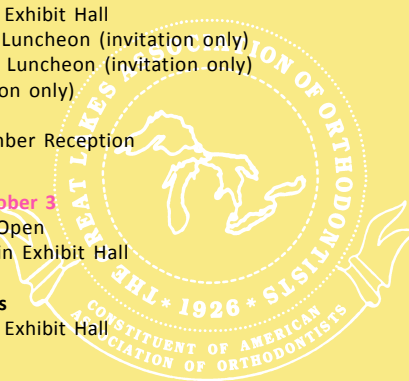 Exhibit Hall
Luncheon (invitation only)
Luncheon (invitation only)
on only)
mber Reception
ober 3
Open
in Exhibit Hall
s
Exhibit Hall
THE GREAT LAKES ASSOCIATION OF ORTHODONTISTS
* 1926 *
CONSTITUENT OF AMERICAN
ASSOCIATION OF ORTHODONTISTS